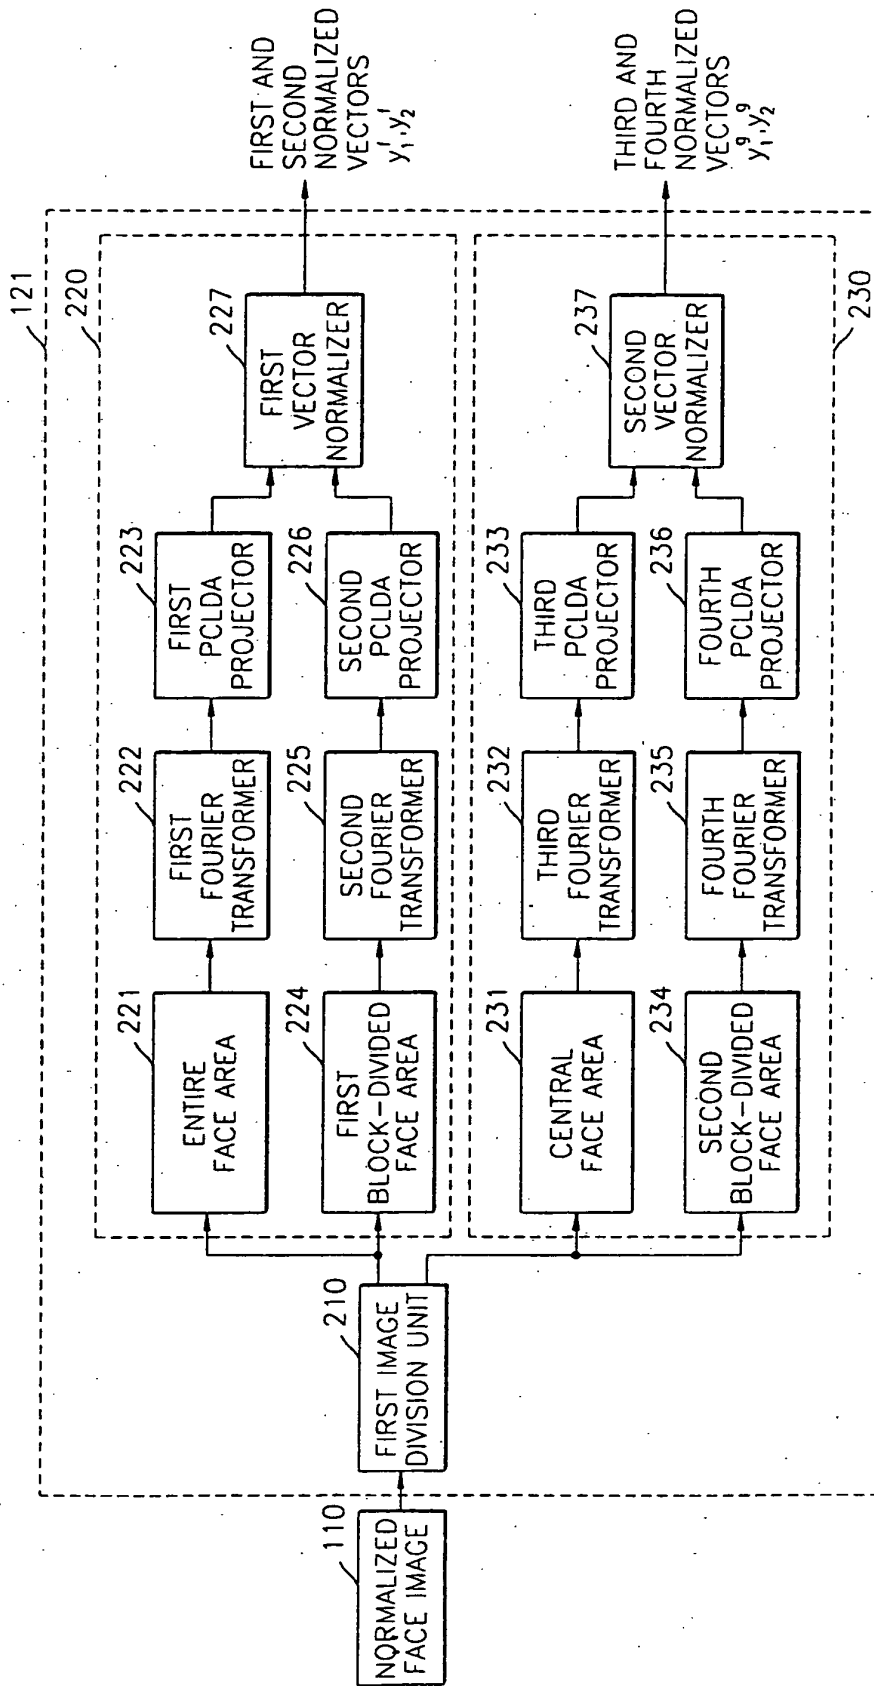 121
220
221
ENTIRE
FACE AREA
222
FIRST
FOURIER
TRANSFORMER
223
FIRST
PCLDA
PROJECTOR
224
FIRST
BLOCK-DIVIDED
FACE AREA
225
SECOND
FOURIER
TRANSFORMER
226
SECOND
PCLDA
PROJECTOR
227
FIRST
VECTOR
NORMALIZER
FIRST AND
SECOND
NORMALIZED
VECTORS
y₁ᶠ, y₂ᶠ
110
NORMALIZED
FACE IMAGE
210
FIRST IMAGE
DIVISION UNIT
231
CENTRAL
FACE AREA
232
THIRD
FOURIER
TRANSFORMER
233
THIRD
PCLDA
PROJECTOR
234
SECOND
BLOCK-DIVIDED
FACE AREA
235
FOURTH
FOURIER
TRANSFORMER
236
FOURTH
PCLDA
PROJECTOR
237
SECOND
VECTOR
NORMALIZER
THIRD AND
FOURTH
NORMALIZED
VECTORS
y₁ᵍ, y₂ᵍ
230